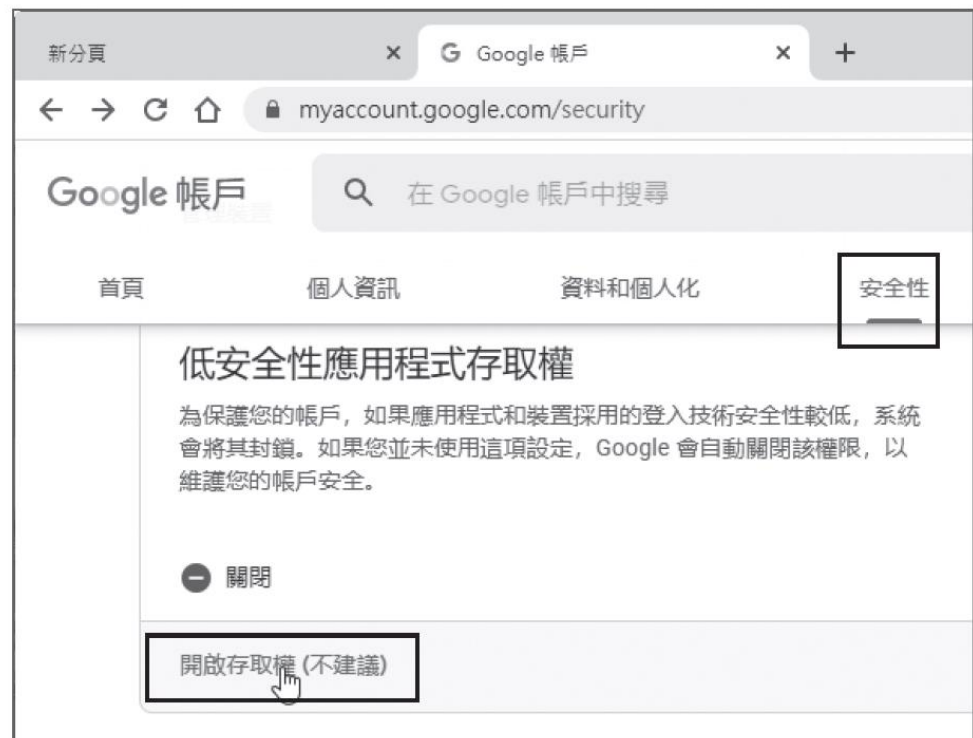 新分頁
Google 帳戶
myaccount.google.com/security
Google 帳戶
在 Google 帳戶中搜尋
首頁
個人資訊
資料和個人化
安全性
低安全性應用程式存取權
為保護您的帳戶，如果應用程式和裝置採用的登入技術安全性較低，系統
會將其封鎖。如果您並未使用這項設定，Google 會自動關閉該權限，以
維護您的帳戶安全。
關閉
開啟存取權 (不建議)